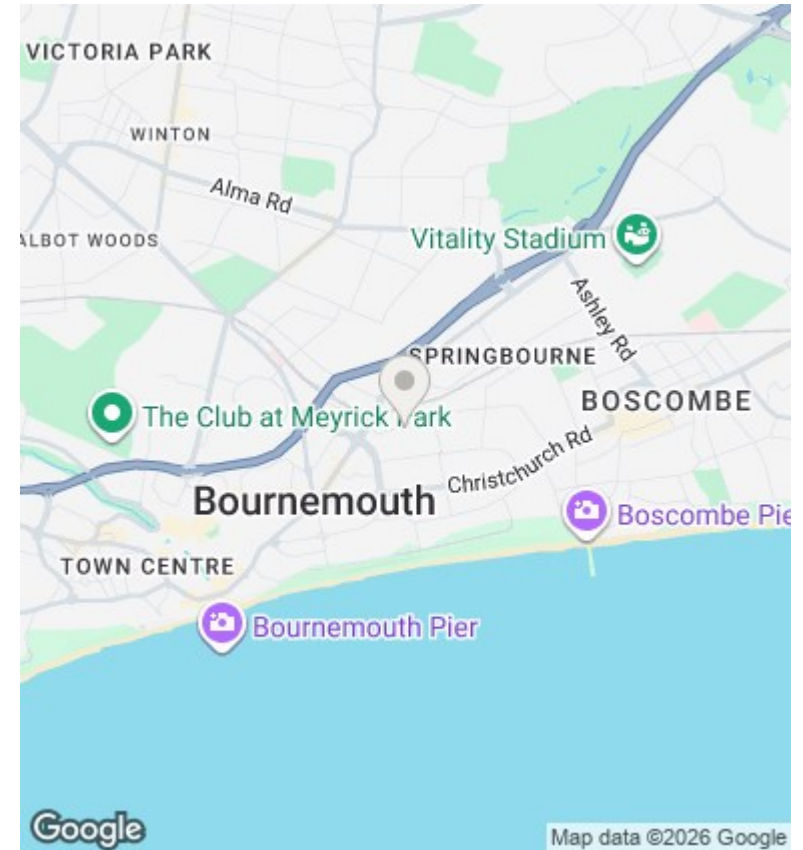 VICTORIA PARK
WINTON
Alma Rd
ALBOT WOODS
Vitality Stadium
Ashley Rd
SPRINGBOURNE
BOSCOMBE
The Club at Meyrick Park
Christchurch Rd
Bournemouth
Boscombe Pie
TOWN CENTRE
Bournemouth Pier
Google
Map data ©2026 Google